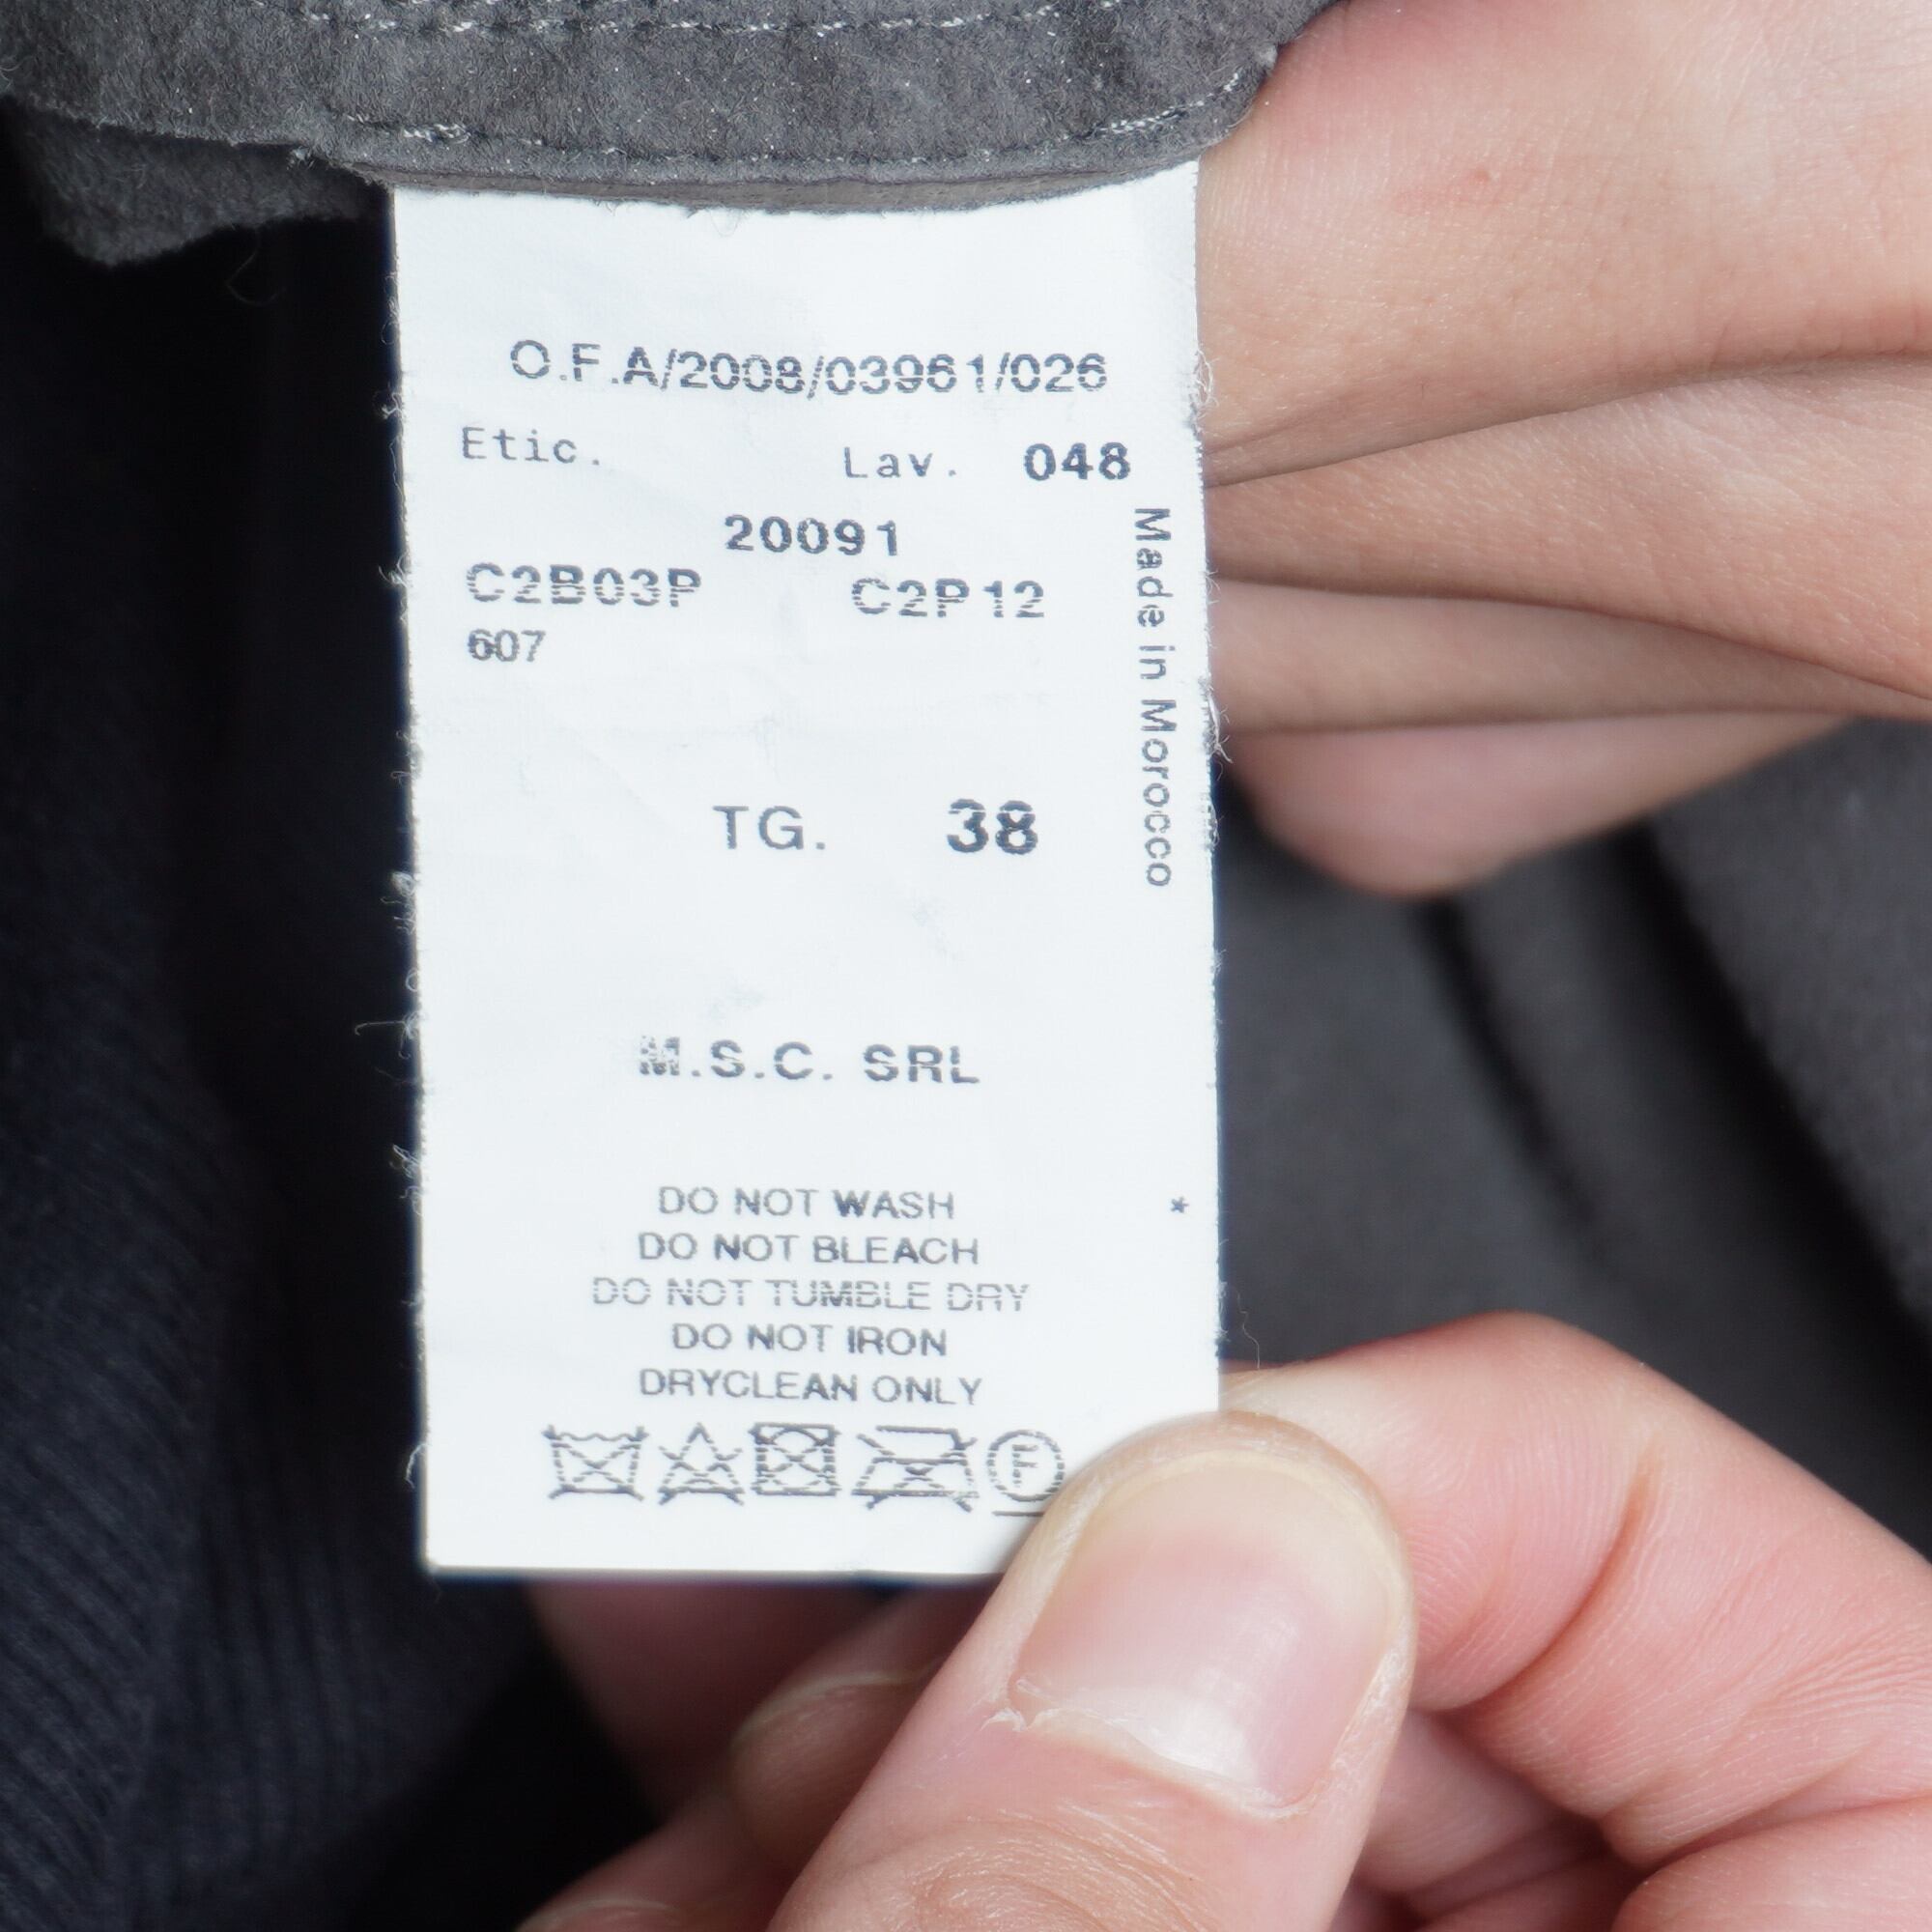 O.F.A/2008/03961/026
Etic. Lav. 048
20091
C2B03P C2P12
607
Made in Morocco
TG. 38
M.S.C. SRL
DO NOT WASH
*
DO NOT BLEACH
DO NOT TUMBLE DRY
DO NOT IRON
DRYCLEAN ONLY
F